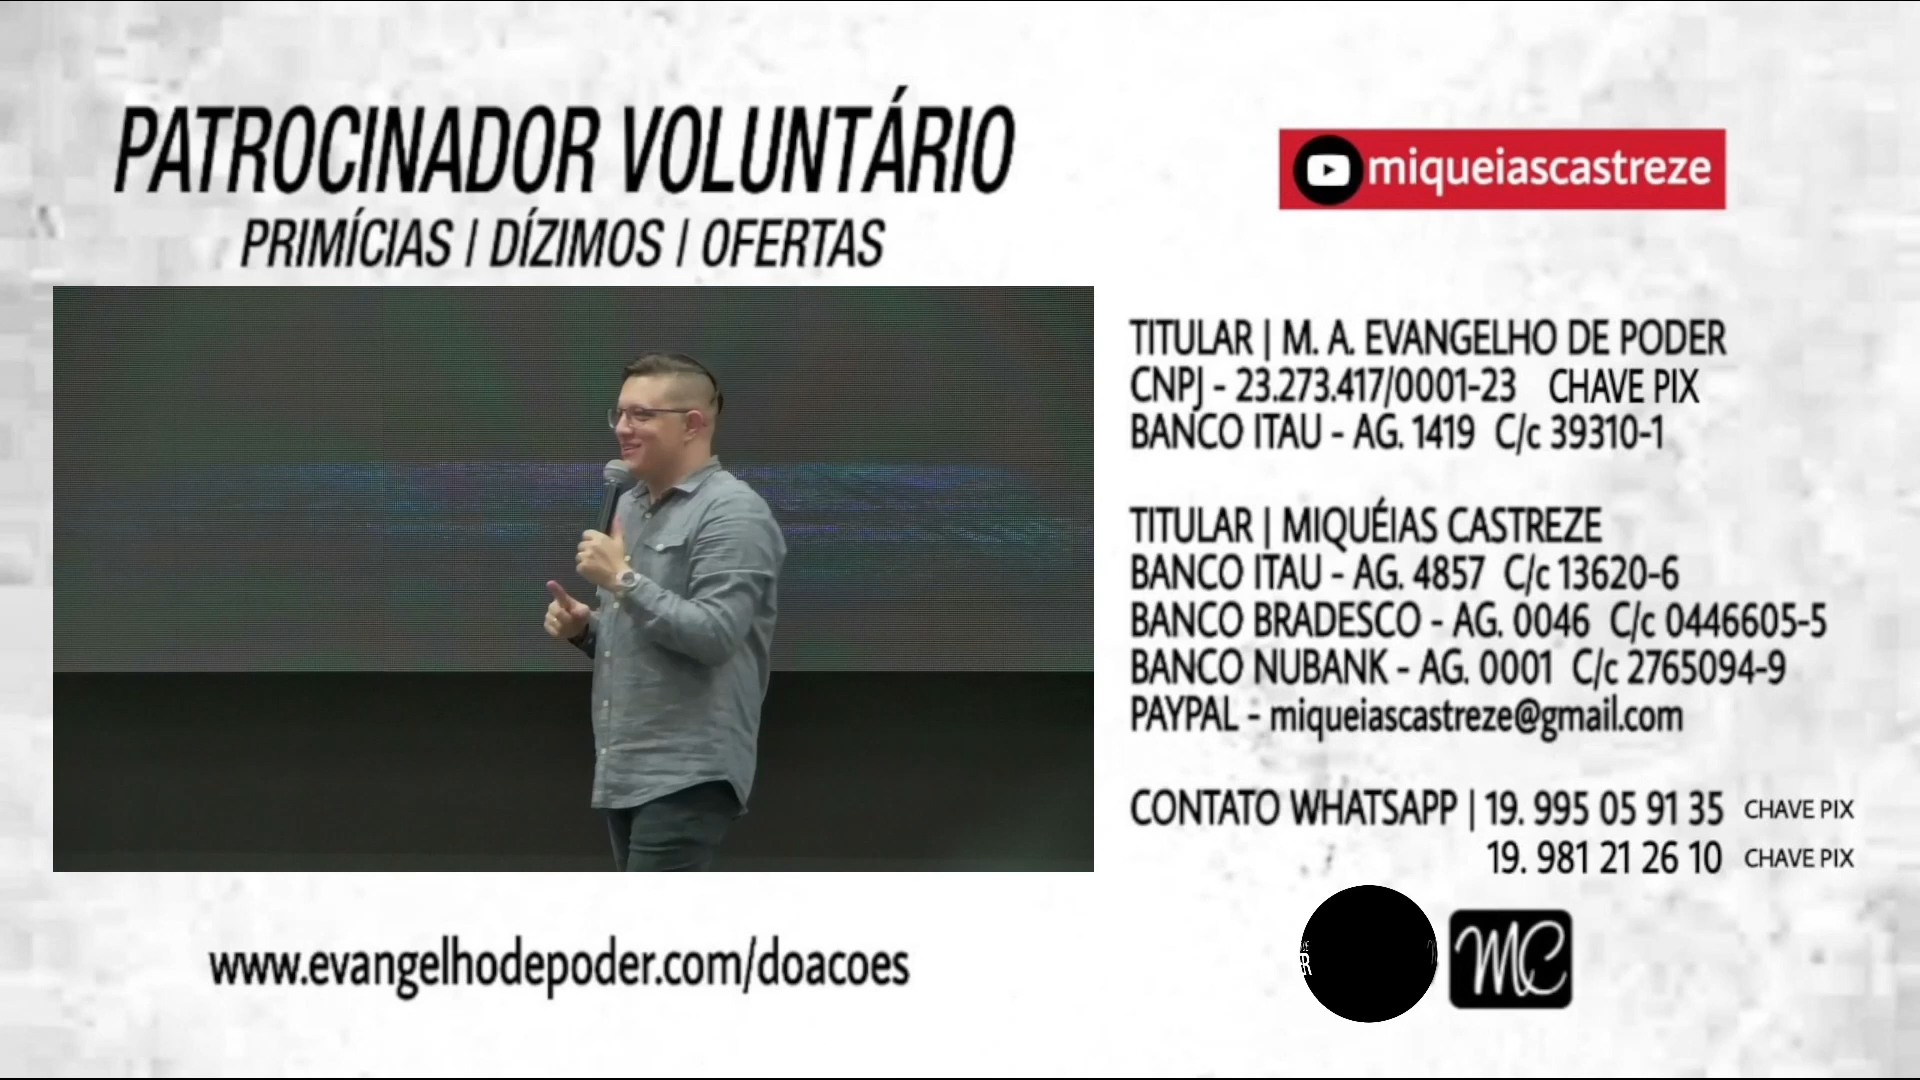 PATROCINADOR VOLUNTÁRIO
PRIMÍCIAS | DÍZIMOS | OFERTAS
miqueiascastreze
TITULAR | M. A. EVANGELHO DE PODER
CNPJ - 23.273.417/0001-23 CHAVE PIX
BANCO ITAU - AG. 1419 C/c 39310-1
TITULAR | MIQUÉIAS CASTREZE
BANCO ITAU - AG. 4857 C/c 13620-6
BANCO BRADESCO - AG. 0046 C/c 0446605-5
BANCO NUBANK - AG. 0001 C/c 2765094-9
PAYPAL - miqueiascastreze@gmail.com
CONTATO WHATSAPP | 19. 995 05 91 35 CHAVE PIX
19. 981 21 26 10 CHAVE PIX
MC
www.evangelhodepoder.com/doacoes